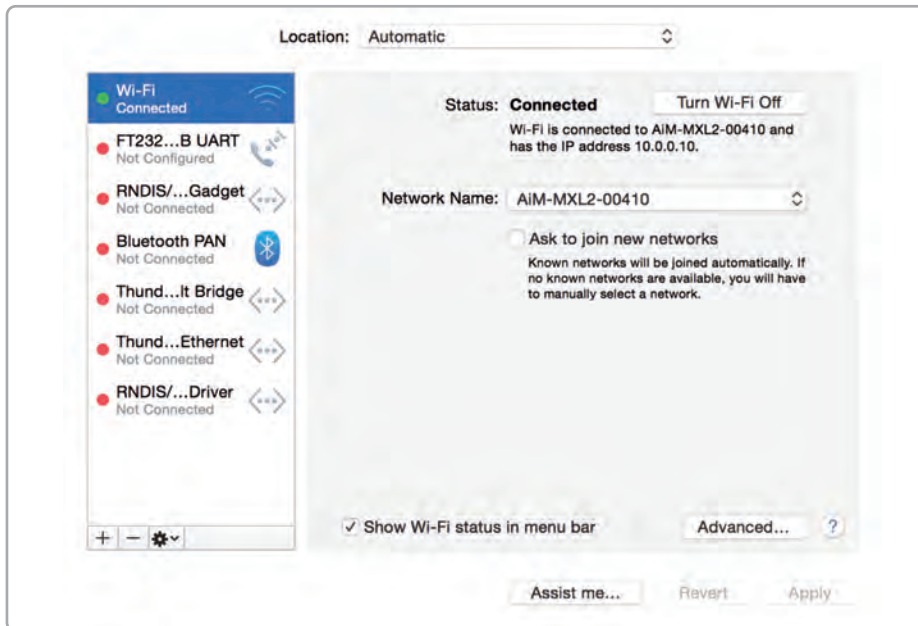 Location: Automatic
Wi-Fi
Connected
FT232...B UART
Not Configured
RNDIS/...Gadget
Not Connected
Bluetooth PAN
Not Connected
Thund...lt Bridge
Not Connected
Thund...Ethernet
Not Connected
RNDIS/...Driver
Not Connected
Status: Connected Turn Wi-Fi Off
Wi-Fi is connected to AiM-MXL2-00410 and
has the IP address 10.0.0.10.
Network Name: AiM-MXL2-00410
Ask to join new networks
Known networks will be joined automatically. If
no known networks are available, you will have
to manually select a network.
Show Wi-Fi status in menu bar Advanced... ?
Assist me... Revert Apply